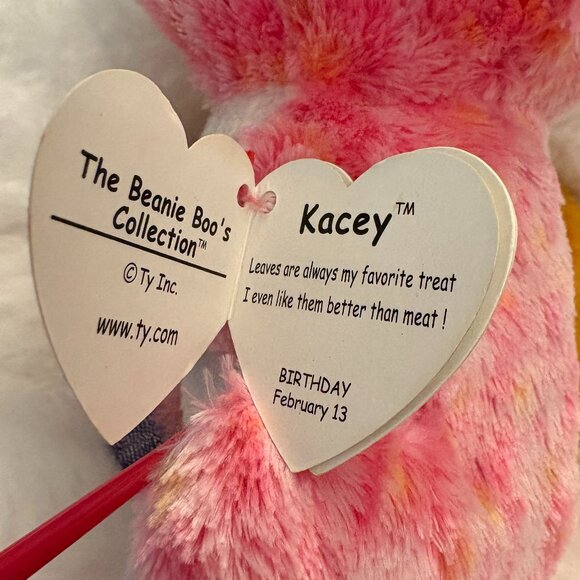 The Beanie Boo's
Collection™
© Ty Inc.
www.ty.com
Kacey™
Leaves are always my favorite treat
I even like them better than meat !
BIRTHDAY
February 13